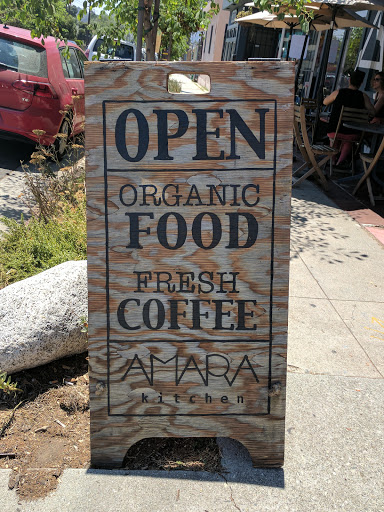 OPEN
ORGANIC
FOOD
FRESH
COFFEE
AMARA
kitchen